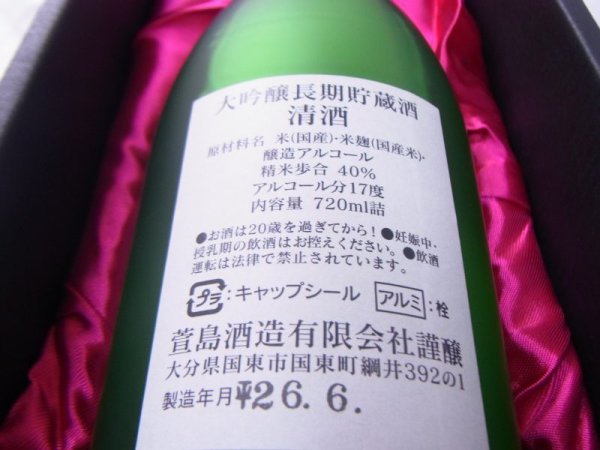 大吟醸長期貯蔵酒
清酒
原材料名 米(国産)・米麹(国産米)・
醸造アルコール
精米歩合 40%
アルコール分17度
内容量 720ml詰
●お酒は20歳を過ぎてから!●妊娠中・
授乳期の飲酒はお控えください。●飲酒
運転は法律で禁止されています。
プラ:キャップシール アルミ:栓
萱島酒造有限会社謹醸
大分県国東市国東町綱井392の1
製造年月 平26.6.